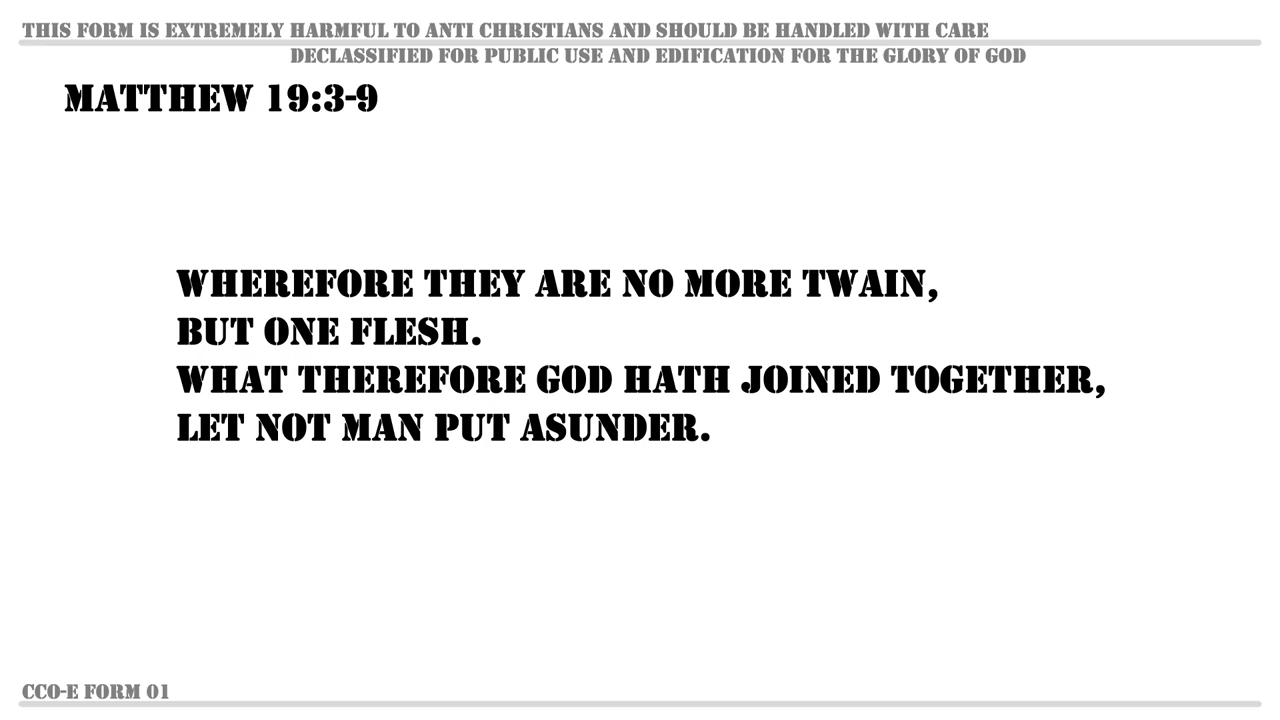 THIS FORM IS EXTREMELY HARMFUL TO ANTI CHRISTIANS AND SHOULD BE HANDLED WITH CARE
DECLASSIFIED FOR PUBLIC USE AND EDIFICATION FOR THE GLORY OF GOD
MATTHEW 19:3-9
WHEREFORE THEY ARE NO MORE TWAIN,
BUT ONE FLESH.
WHAT THEREFORE GOD HATH JOINED TOGETHER,
LET NOT MAN PUT ASUNDER.
CCO-E FORM 01